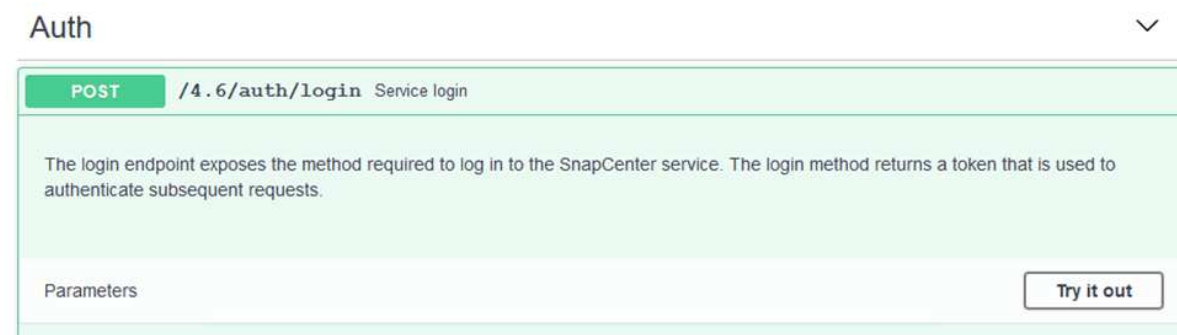 Auth
POST /4.6/auth/login Service login
The login endpoint exposes the method required to log in to the SnapCenter service. The login method returns a token that is used to
authenticate subsequent requests.
Parameters Try it out